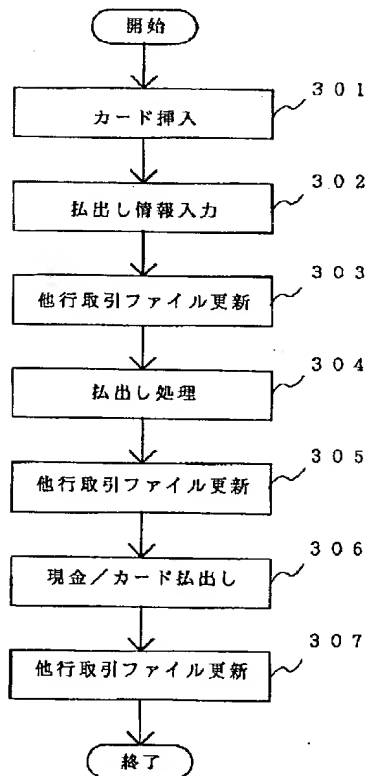 開始
301
カード挿入
302
払出し情報入力
303
他行取引ファイル更新
304
払出し処理
305
他行取引ファイル更新
306
現金／カード払出し
307
他行取引ファイル更新
終了